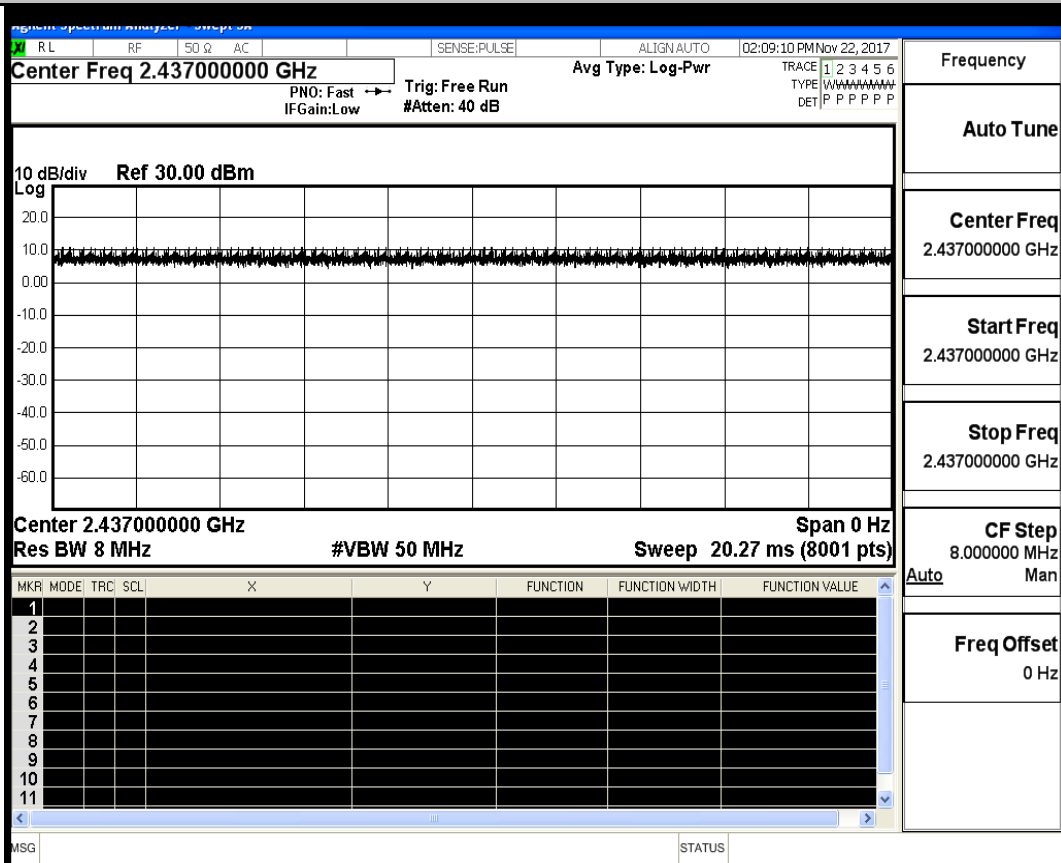 Agilent Spectrum Analyzer - Swept SA
RL RF 50 Ω AC SENSE:PULSE ALIGN AUTO 02:09:10 PM Nov 22, 2017
Center Freq 2.437000000 GHz Avg Type: Log-Pwr TRACE 1 2 3 4 5 6
PNO: Fast Trig: Free Run TYPE
IFGain:Low #Atten: 40 dB DET P P P P P P
Frequency
Auto Tune
10 dB/div Ref 30.00 dBm
Log
20.0
10.0
0.00
-10.0
-20.0
-30.0
-40.0
-50.0
-60.0
Center 2.437000000 GHz Span 0 Hz
Res BW 8 MHz #VBW 50 MHz Sweep 20.27 ms (8001 pts)
Center Freq
2.437000000 GHz
Start Freq
2.437000000 GHz
Stop Freq
2.437000000 GHz
CF Step
8.000000 MHz
Auto Man
Freq Offset
0 Hz
MKR MODE TRC SCL X Y FUNCTION FUNCTION WIDTH FUNCTION VALUE
1
2
3
4
5
6
7
8
9
10
11
MSG STATUS